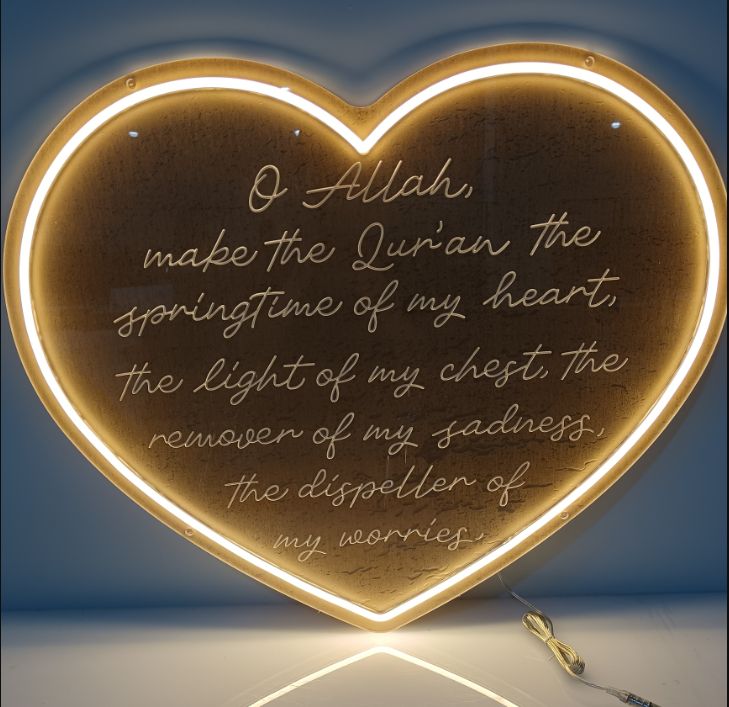 O Allah,
make the Qur'an the
springtime of my heart,
the light of my chest, the
remover of my sadness,
the dispeller of
my worries.